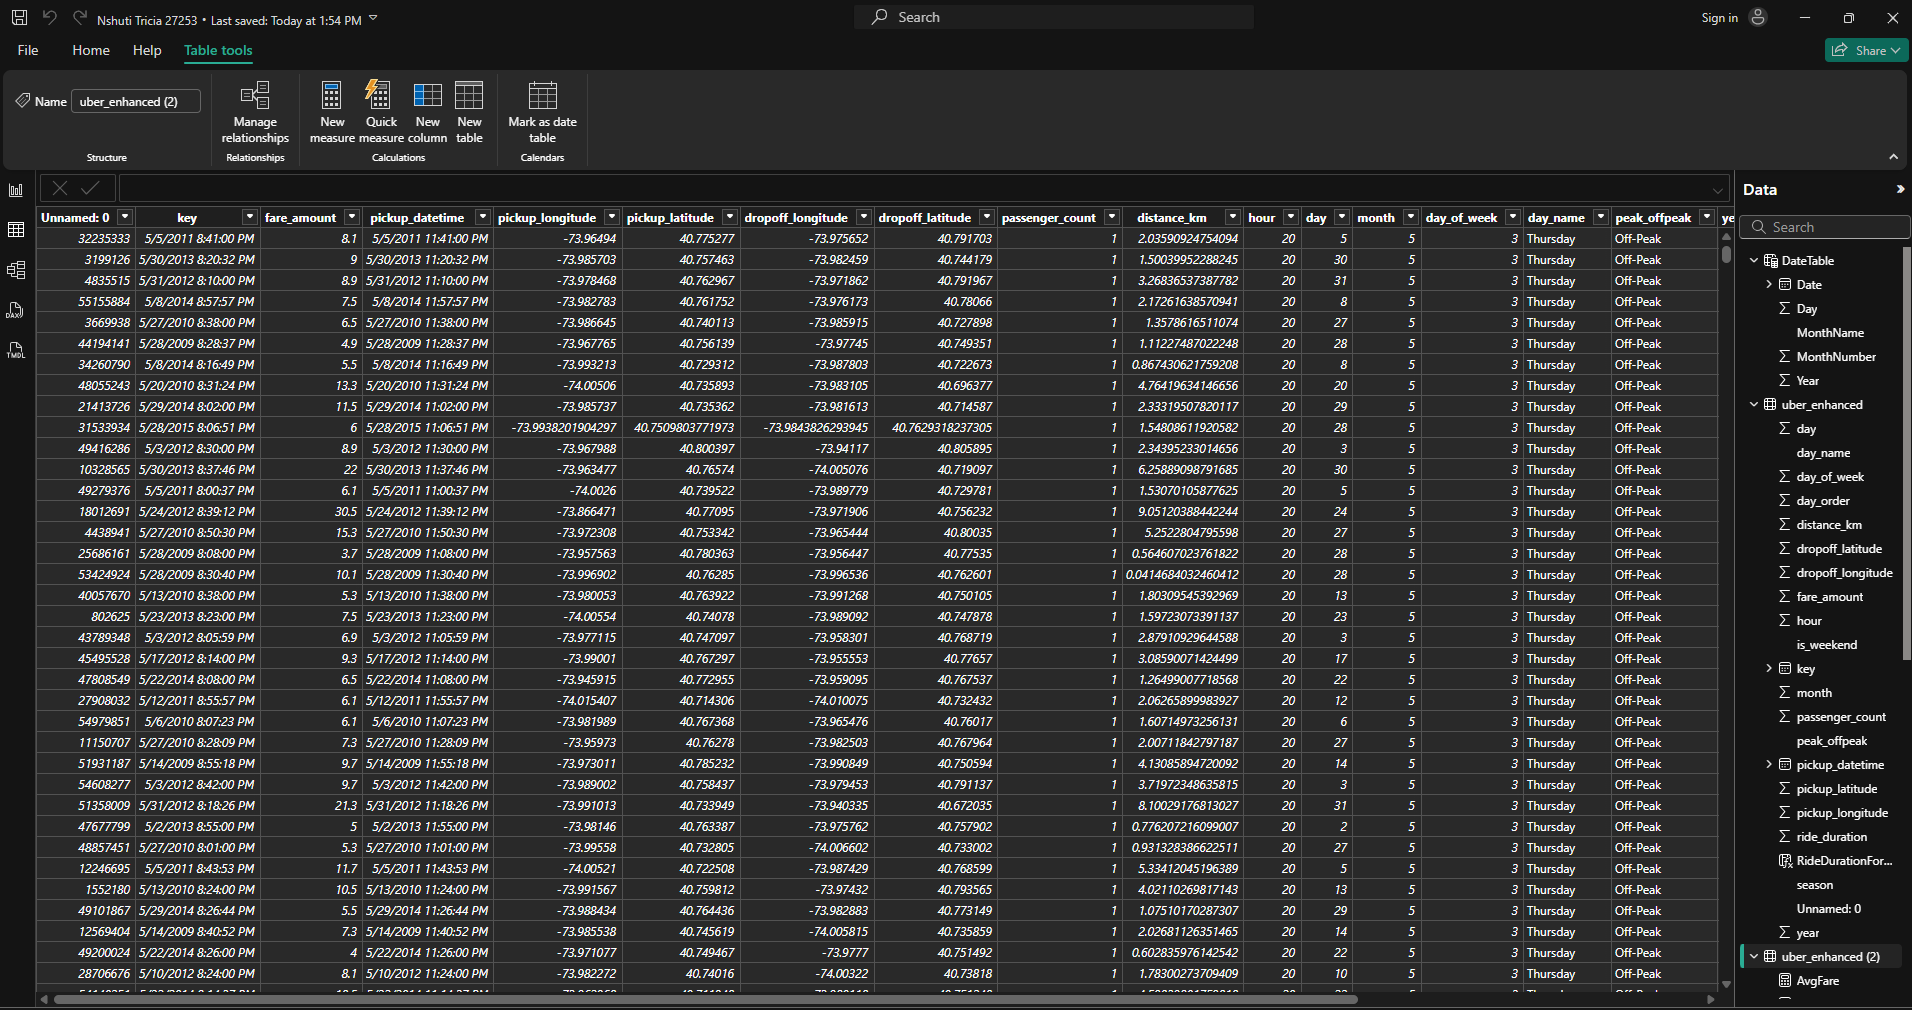 Nshuti Tricia 27253 • Last saved: Today at 1:54 PM
Search
Sign in
File Home Help Table tools
Share
Name uber_enhanced (2)
Manage relationships
New measure
Quick measure
New column
New table
Mark as date table
Structure Relationships Calculations Calendars
Unnamed: 0 key fare_amount pickup_datetime pickup_longitude pickup_latitude dropoff_longitude dropoff_latitude passenger_count distance_km hour day month day_of_week day_name peak_offpeak ye
32235333 5/5/2011 8:41:00 PM 8.1 5/5/2011 11:41:00 PM -73.96494 40.775277 -73.975652 40.791703 1 2.03590924754094 20 5 5 3 Thursday Off-Peak
3199126 5/30/2013 8:20:32 PM 9 5/30/2013 11:20:32 PM -73.985703 40.757463 -73.982459 40.744179 1 1.50039952288245 20 30 5 3 Thursday Off-Peak
4835515 5/31/2012 8:10:00 PM 8.9 5/31/2012 11:10:00 PM -73.978468 40.762967 -73.971862 40.791967 1 3.26836537387782 20 31 5 3 Thursday Off-Peak
55155884 5/8/2014 8:57:57 PM 7.5 5/8/2014 11:57:57 PM -73.982783 40.761752 -73.976173 40.78066 1 2.17261638570941 20 8 5 3 Thursday Off-Peak
3669938 5/27/2010 8:38:00 PM 6.5 5/27/2010 11:38:00 PM -73.986645 40.740113 -73.985915 40.727898 1 1.3578616511074 20 27 5 3 Thursday Off-Peak
44194141 5/28/2009 8:28:37 PM 4.9 5/28/2009 11:28:37 PM -73.967765 40.756139 -73.97745 40.749351 1 1.11227487022248 20 28 5 3 Thursday Off-Peak
34260790 5/8/2014 8:16:49 PM 5.5 5/8/2014 11:16:49 PM -73.993213 40.729312 -73.987803 40.722673 1 0.867430621759208 20 8 5 3 Thursday Off-Peak
48055243 5/20/2010 8:31:24 PM 13.3 5/20/2010 11:31:24 PM -74.00506 40.735893 -73.983105 40.696377 1 4.76419634146656 20 20 5 3 Thursday Off-Peak
21413726 5/29/2014 8:02:00 PM 11.5 5/29/2014 11:02:00 PM -73.985737 40.735362 -73.981613 40.714587 1 2.33319507820117 20 29 5 3 Thursday Off-Peak
31533934 5/28/2015 8:06:51 PM 6 5/28/2015 11:06:51 PM -73.9938201904297 40.7509803771973 -73.9843826293945 40.7629318237305 1 1.54808611920582 20 28 5 3 Thursday Off-Peak
49416286 5/3/2012 8:30:00 PM 8.9 5/3/2012 11:30:00 PM -73.967988 40.800397 -73.94117 40.805895 1 2.34395233014656 20 3 5 3 Thursday Off-Peak
10328565 5/30/2013 8:37:46 PM 22 5/30/2013 11:37:46 PM -73.963477 40.76574 -74.005076 40.719097 1 6.25889098791685 20 30 5 3 Thursday Off-Peak
49279376 5/5/2011 8:00:37 PM 6.1 5/5/2011 11:00:37 PM -74.0026 40.739522 -73.989779 40.729781 1 1.53070105877625 20 5 5 3 Thursday Off-Peak
18012691 5/24/2012 8:39:12 PM 30.5 5/24/2012 11:39:12 PM -73.866471 40.77095 -73.971906 40.756232 1 9.05120388442244 20 24 5 3 Thursday Off-Peak
4438941 5/27/2010 8:50:30 PM 15.3 5/27/2010 11:50:30 PM -73.972308 40.753342 -73.965444 40.80035 1 5.2522804795598 20 27 5 3 Thursday Off-Peak
25686161 5/28/2009 8:08:00 PM 3.7 5/28/2009 11:08:00 PM -73.957563 40.780363 -73.956447 40.77535 1 0.564607023761822 20 28 5 3 Thursday Off-Peak
53424924 5/28/2009 8:30:40 PM 10.1 5/28/2009 11:30:40 PM -73.996902 40.76285 -73.996536 40.762601 1 0.0414684032460412 20 28 5 3 Thursday Off-Peak
40057670 5/13/2010 8:38:00 PM 5.3 5/13/2010 11:38:00 PM -73.980053 40.763922 -73.991268 40.750105 1 1.80309545392969 20 13 5 3 Thursday Off-Peak
802625 5/23/2013 8:23:00 PM 7.5 5/23/2013 11:23:00 PM -74.00554 40.74078 -73.989092 40.747878 1 1.59723073391137 20 23 5 3 Thursday Off-Peak
43789348 5/3/2012 8:05:59 PM 6.9 5/3/2012 11:05:59 PM -73.977115 40.747097 -73.958301 40.768719 1 2.87910929644588 20 3 5 3 Thursday Off-Peak
45495528 5/17/2012 8:14:00 PM 9.3 5/17/2012 11:14:00 PM -73.99001 40.767297 -73.955553 40.77657 1 3.08590071424499 20 17 5 3 Thursday Off-Peak
47808549 5/22/2014 8:08:00 PM 6.5 5/22/2014 11:08:00 PM -73.945915 40.772955 -73.959095 40.767537 1 1.26499007718568 20 22 5 3 Thursday Off-Peak
27908032 5/12/2011 8:55:57 PM 6.1 5/12/2011 11:55:57 PM -74.015407 40.714306 -74.010075 40.732432 1 2.06265899983927 20 12 5 3 Thursday Off-Peak
54979851 5/6/2010 8:07:23 PM 6.1 5/6/2010 11:07:23 PM -73.981989 40.767368 -73.965476 40.76017 1 1.60714973256131 20 6 5 3 Thursday Off-Peak
11150707 5/27/2010 8:28:09 PM 7.3 5/27/2010 11:28:09 PM -73.95973 40.76278 -73.982503 40.767964 1 2.00711842797187 20 27 5 3 Thursday Off-Peak
51931187 5/14/2009 8:55:18 PM 9.7 5/14/2009 11:55:18 PM -73.973011 40.785232 -73.990849 40.750594 1 4.13085894720092 20 14 5 3 Thursday Off-Peak
54608277 5/3/2012 8:42:00 PM 9.7 5/3/2012 11:42:00 PM -73.989002 40.758437 -73.979453 40.791137 1 3.71972348635815 20 3 5 3 Thursday Off-Peak
51358009 5/31/2012 8:18:26 PM 21.3 5/31/2012 11:18:26 PM -73.991013 40.733949 -73.940335 40.672035 1 8.10029176813027 20 31 5 3 Thursday Off-Peak
47677799 5/2/2013 8:55:00 PM 5 5/2/2013 11:55:00 PM -73.98146 40.763387 -73.975762 40.757902 1 0.776207216099007 20 2 5 3 Thursday Off-Peak
48857451 5/27/2010 8:01:00 PM 5.3 5/27/2010 11:01:00 PM -73.99558 40.732805 -74.006602 40.733002 1 0.931328386622511 20 27 5 3 Thursday Off-Peak
12246695 5/5/2011 8:43:53 PM 11.7 5/5/2011 11:43:53 PM -74.00521 40.722508 -73.987429 40.768599 1 5.33412045196389 20 5 5 3 Thursday Off-Peak
1552180 5/13/2010 8:24:00 PM 10.5 5/13/2010 11:24:00 PM -73.991567 40.759812 -73.97432 40.793565 1 4.02110269817143 20 13 5 3 Thursday Off-Peak
49101867 5/29/2014 8:26:44 PM 5.5 5/29/2014 11:26:44 PM -73.988434 40.764436 -73.982883 40.773149 1 1.07510170287307 20 29 5 3 Thursday Off-Peak
12569404 5/14/2009 8:40:52 PM 7.3 5/14/2009 11:40:52 PM -73.985538 40.745619 -74.005815 40.735859 1 2.02681126351465 20 14 5 3 Thursday Off-Peak
49200024 5/22/2014 8:26:00 PM 4 5/22/2014 11:26:00 PM -73.971077 40.749467 -73.9777 40.751492 1 0.602835976142542 20 22 5 3 Thursday Off-Peak
28706676 5/10/2012 8:24:00 PM 8.1 5/10/2012 11:24:00 PM -73.982272 40.74016 -74.00322 40.73818 1 1.78300273709409 20 10 5 3 Thursday Off-Peak
Data
Search
DateTable
Date
Day
MonthName
MonthNumber
Year
uber_enhanced
day
day_name
day_of_week
day_order
distance_km
dropoff_latitude
dropoff_longitude
fare_amount
hour
is_weekend
key
month
passenger_count
peak_offpeak
pickup_datetime
pickup_latitude
pickup_longitude
ride_duration
RideDurationFor...
season
Unnamed: 0
year
uber_enhanced (2)
AvgFare
DAX
TMDL